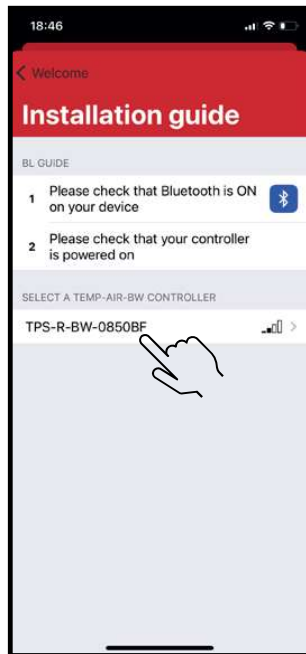 18:46
Welcome
Installation guide
BL GUIDE
1 Please check that Bluetooth is ON
on your device
2 Please check that your controller
is powered on
SELECT A TEMP-AIR-BW CONTROLLER
TPS-R-BW-0850BF